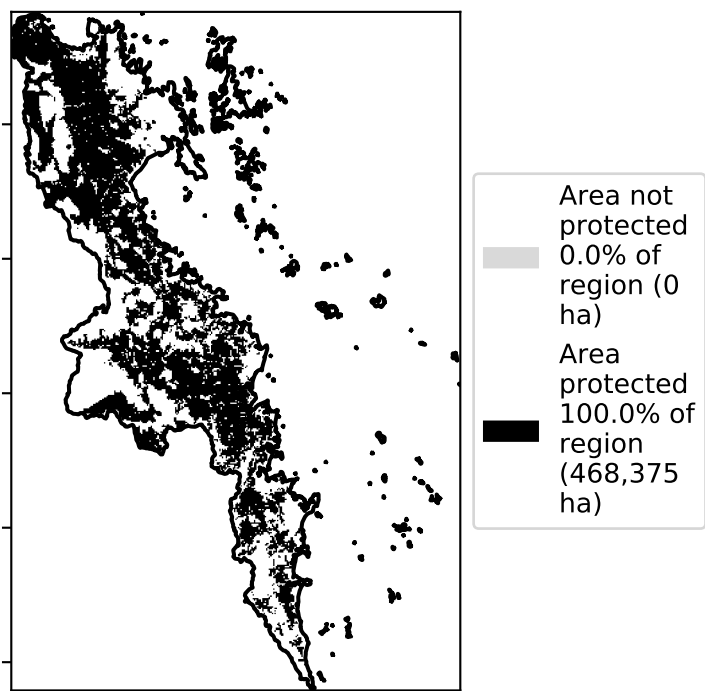 Area not
protected
0.0% of
region (0
ha)
Area
protected
100.0% of
region
(468,375
ha)